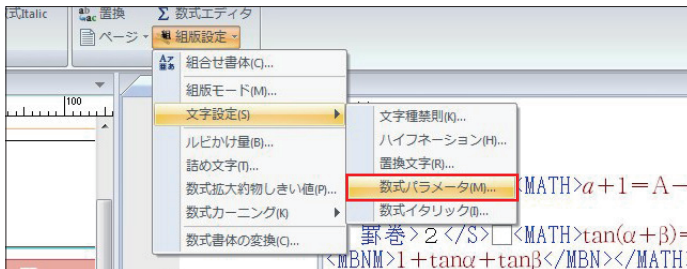 式Italic
置換
Σ 数式エディタ
ページ
組版設定
組合せ書体(C)...
組版モード(M)...
文字設定(S)
ルビかけ量(B)...
詰め文字(T)...
数式拡大約物しきい値(P)...
数式カーニング(K)
数式書体の変換(C)...
文字種禁則(K)...
ハイフネーション(H)...
置換文字(R)...
数式パラメータ(M)...
数式イタリック(I)...
100
<MATH>α+1=A−
罫巻>2</S>□<MATH>tan(α+β)=
<MBNM>1+tanα+tanβ</MBN></MATH>